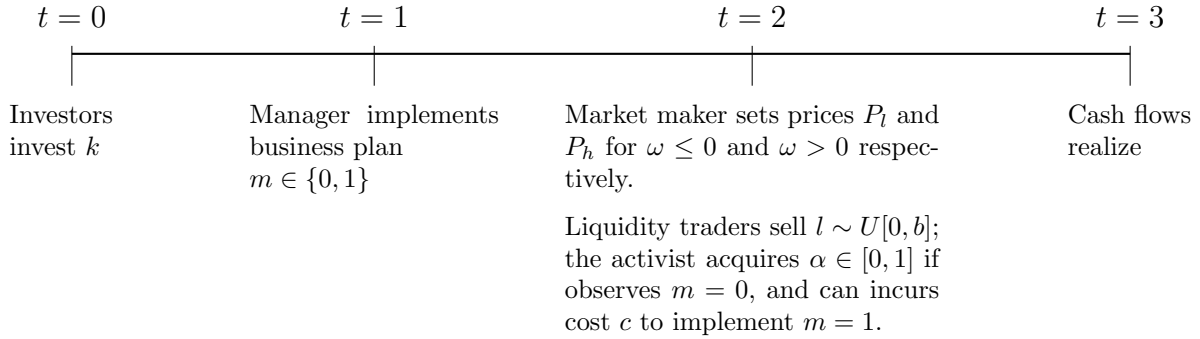 t = 0
t = 1
t = 2
t = 3
Investors
invest k
Manager implements
business plan
m ∈ {0, 1}
Market maker sets prices P_l and
P_h for ω ≤ 0 and ω > 0 respec-
tively.
Liquidity traders sell l ∼ U[0, b];
the activist acquires α ∈ [0, 1] if
observes m = 0, and can incurs
cost c to implement m = 1.
Cash flows
realize